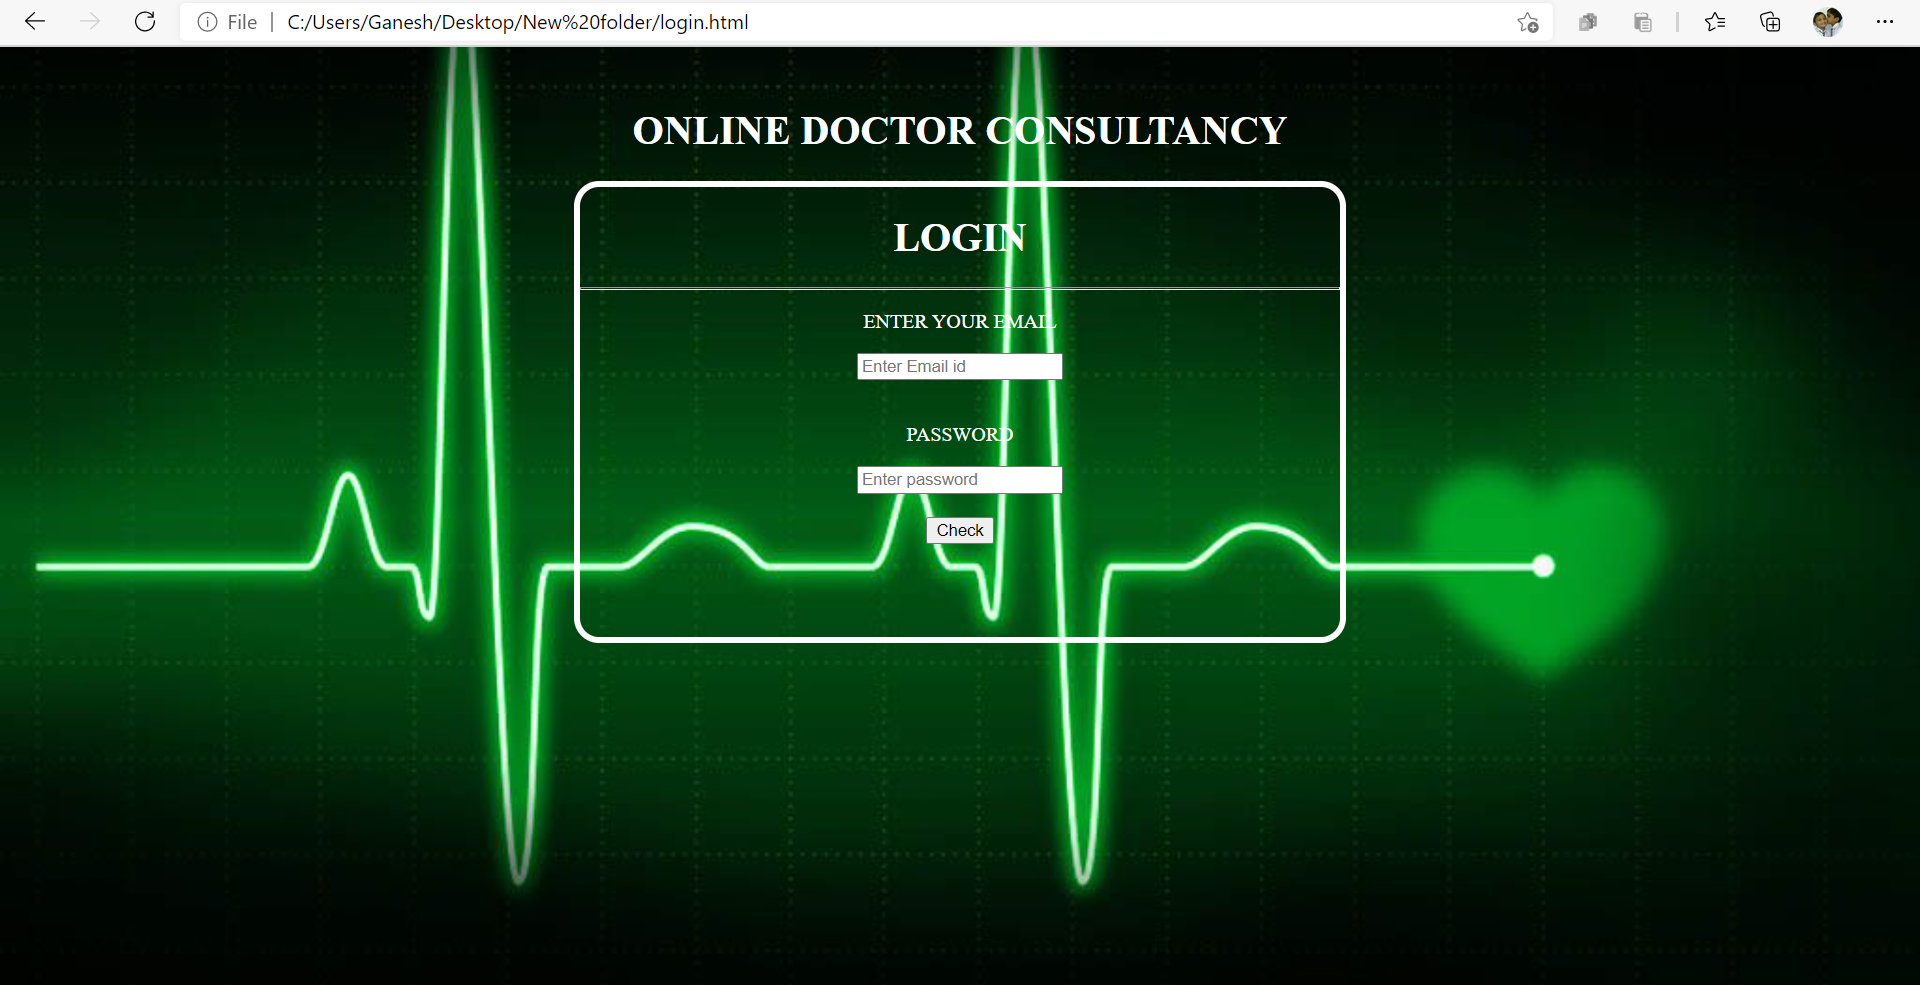 File
C:/Users/Ganesh/Desktop/New%20folder/login.html
ONLINE DOCTOR CONSULTANCY
LOGIN
ENTER YOUR EMAIL
Enter Email id
PASSWORD
Enter password
Check